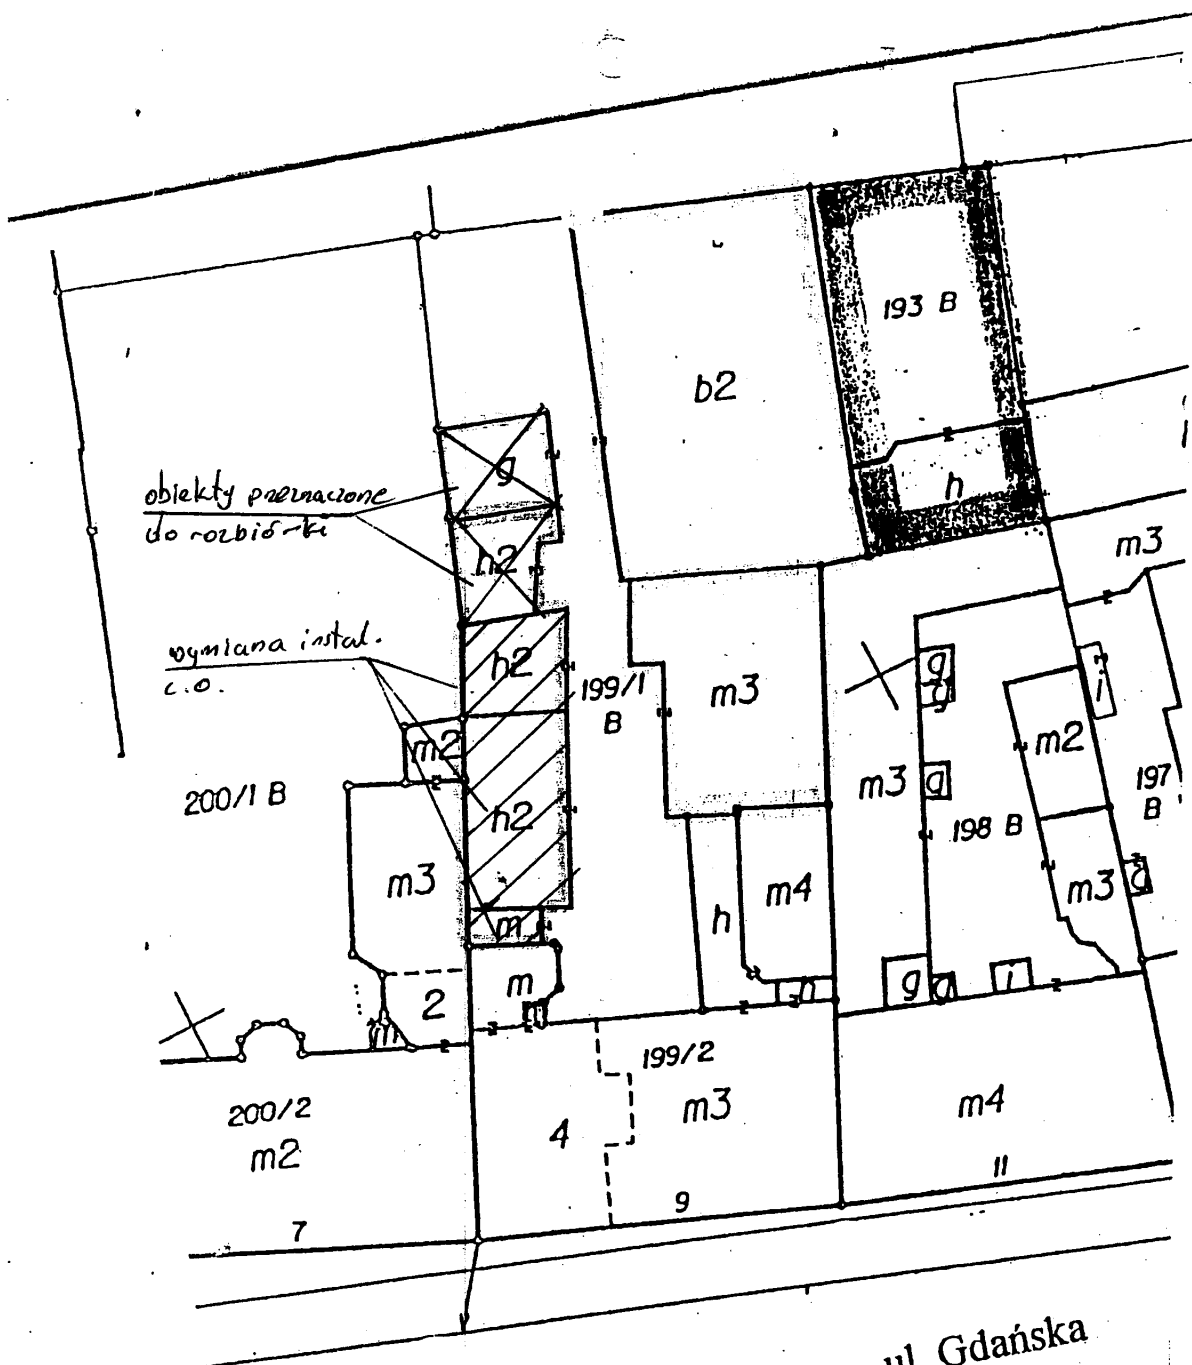 193 B
b2
g
h
obiekty przeznaczone
do rozbiórki
h2
m3
wymiana instal.
c.o.
h2
199/1
B
m3
g
g
i
m2
m2
200/1 B
h2
m3
g
197
B
198 B
m3
m4
m3
g
m
h
m
2
h
g
g
i
m
199/2
m3
200/2
m2
4
m4
7
9
11
ul. Gdańska